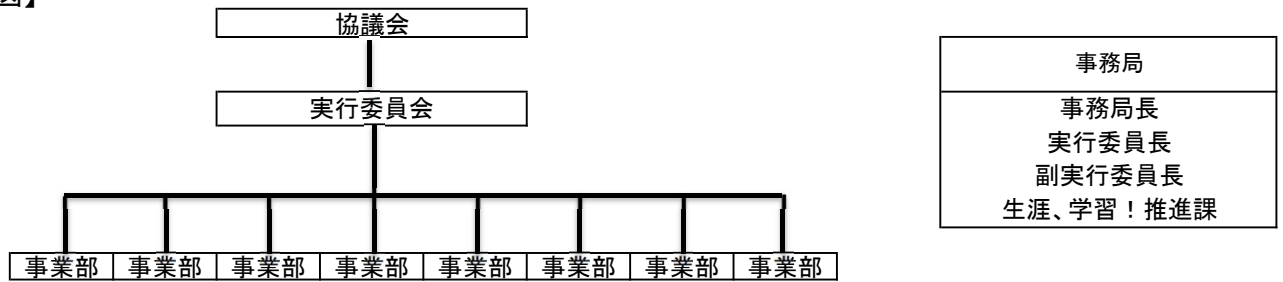 図】
協議会
実行委員会
事業部 事業部 事業部 事業部 事業部 事業部 事業部 事業部
事務局
事務局長
実行委員長
副実行委員長
生涯、学習！推進課